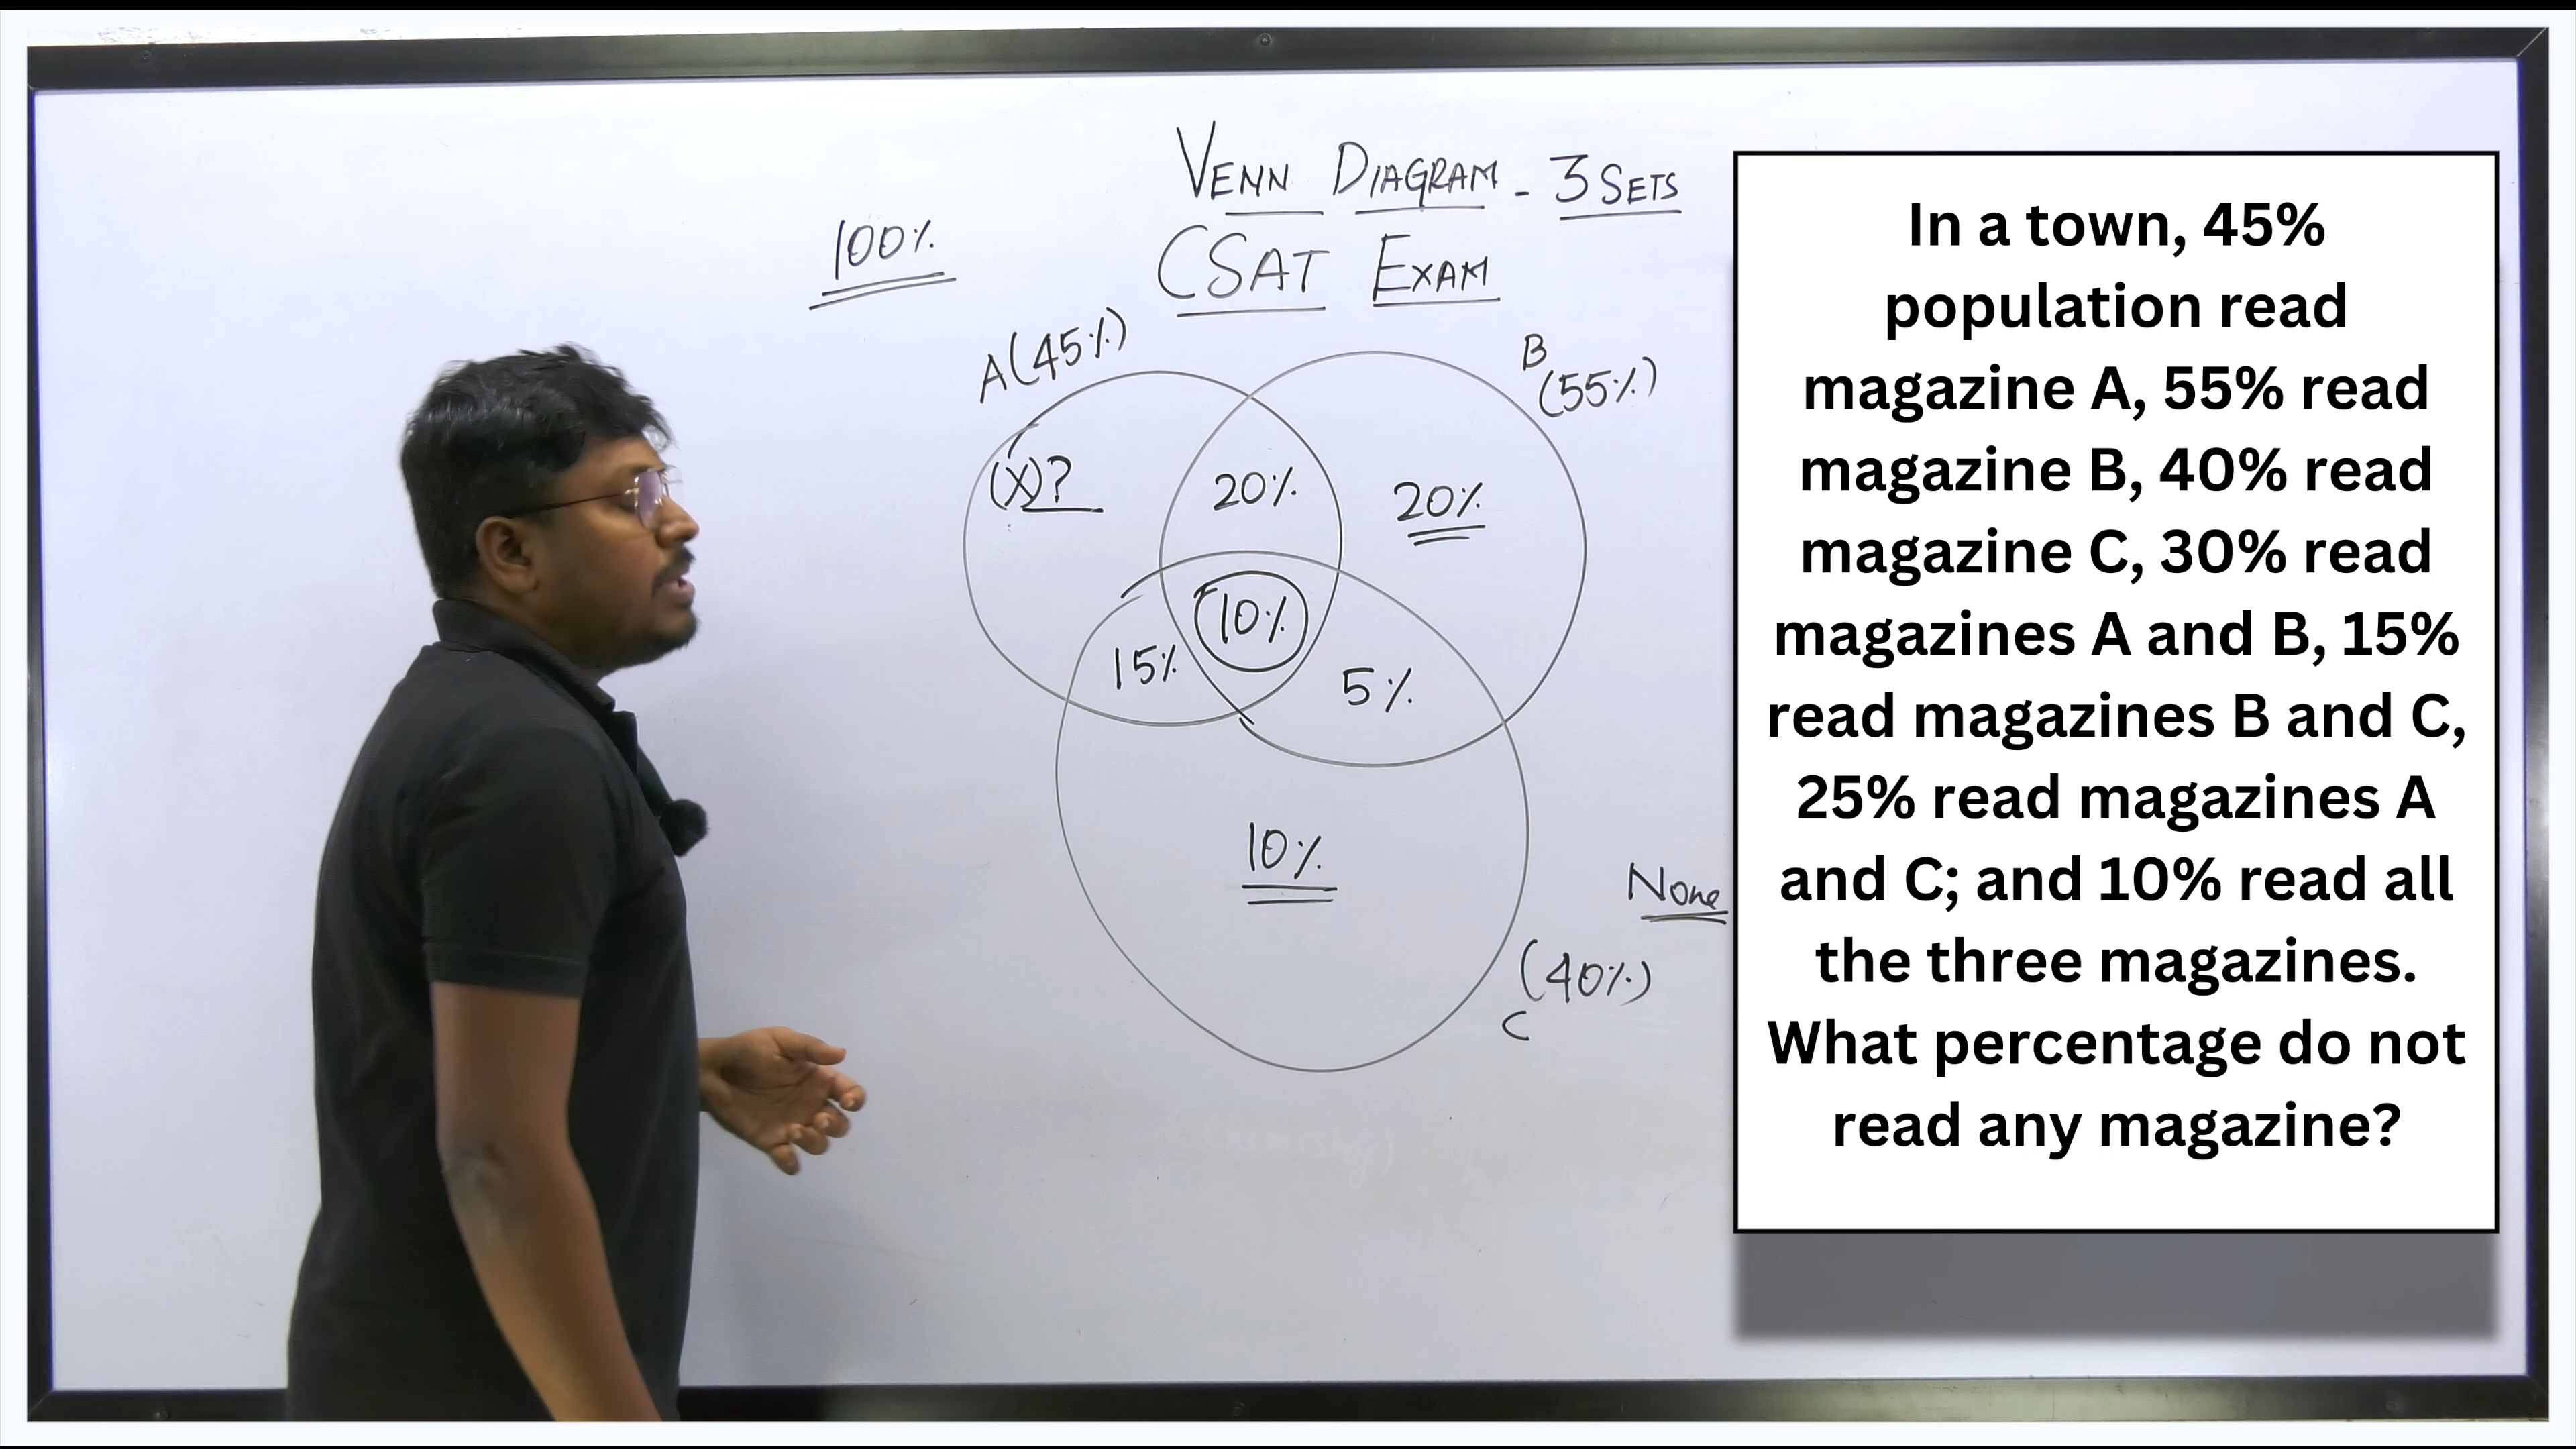 VENN DIAGRAM - 3 SETS
CSAT EXAM
100%
A(45%)
B
(55%)
(X)?
20%
20%
10%
15%
5%
10%
None
(40%)
C
In a town, 45%
population read
magazine A, 55% read
magazine B, 40% read
magazine C, 30% read
magazines A and B, 15%
read magazines B and C,
25% read magazines A
and C; and 10% read all
the three magazines.
What percentage do not
read any magazine?